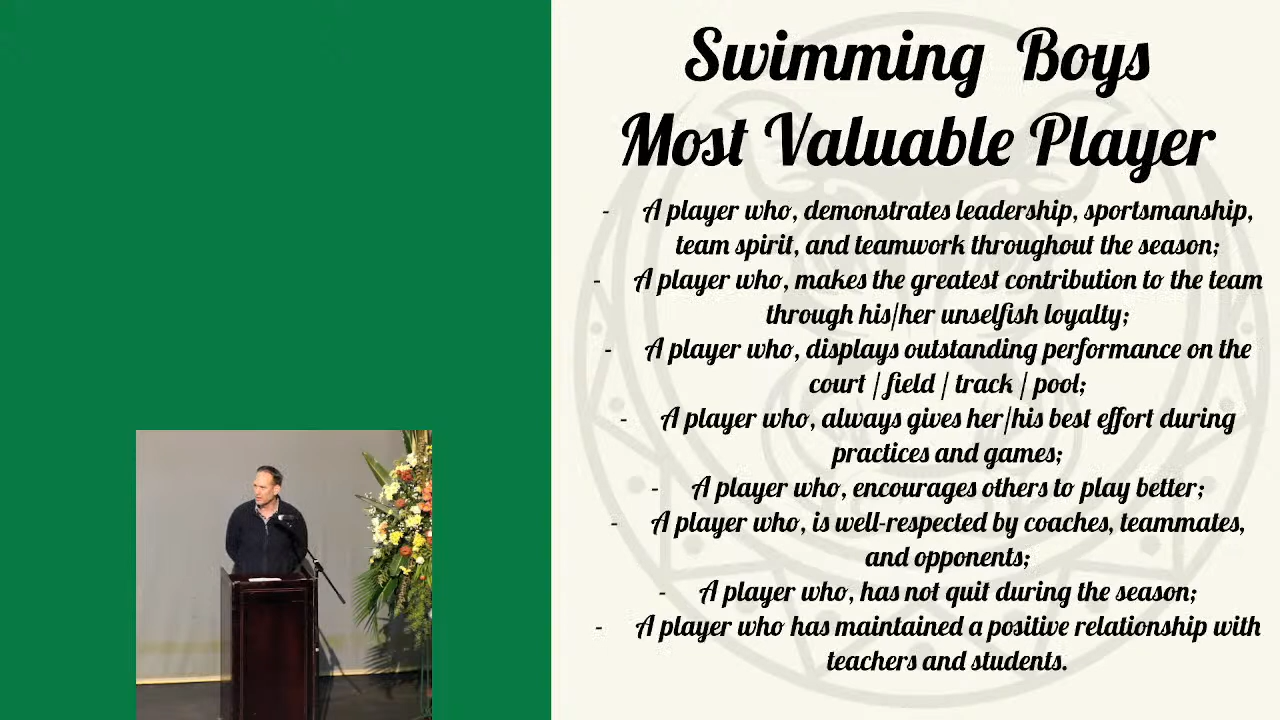 Swimming Boys
Most Valuable Player
- A player who, demonstrates leadership, sportsmanship,
team spirit, and teamwork throughout the season;
- A player who, makes the greatest contribution to the team
through his/her unselfish loyalty;
- A player who, displays outstanding performance on the
court / field / track / pool;
- A player who, always gives her/his best effort during
practices and games;
- A player who, encourages others to play better;
- A player who, is well-respected by coaches, teammates,
and opponents;
- A player who, has not quit during the season;
- A player who has maintained a positive relationship with
teachers and students.